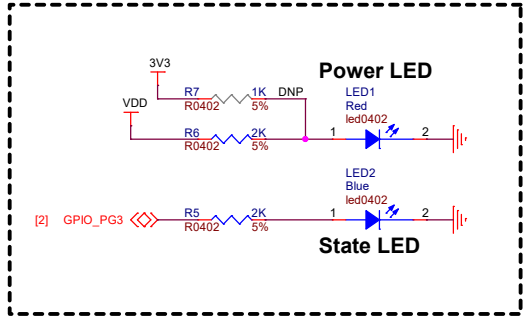 3V3
Power LED
R7 1K DNP
R0402 5%
LED1
Red
led0402
VDD
R6 2K
R0402 5%
1 2
LED2
Blue
led0402
[2] GPIO_PG3
R5 2K
R0402 5%
1 2
State LED